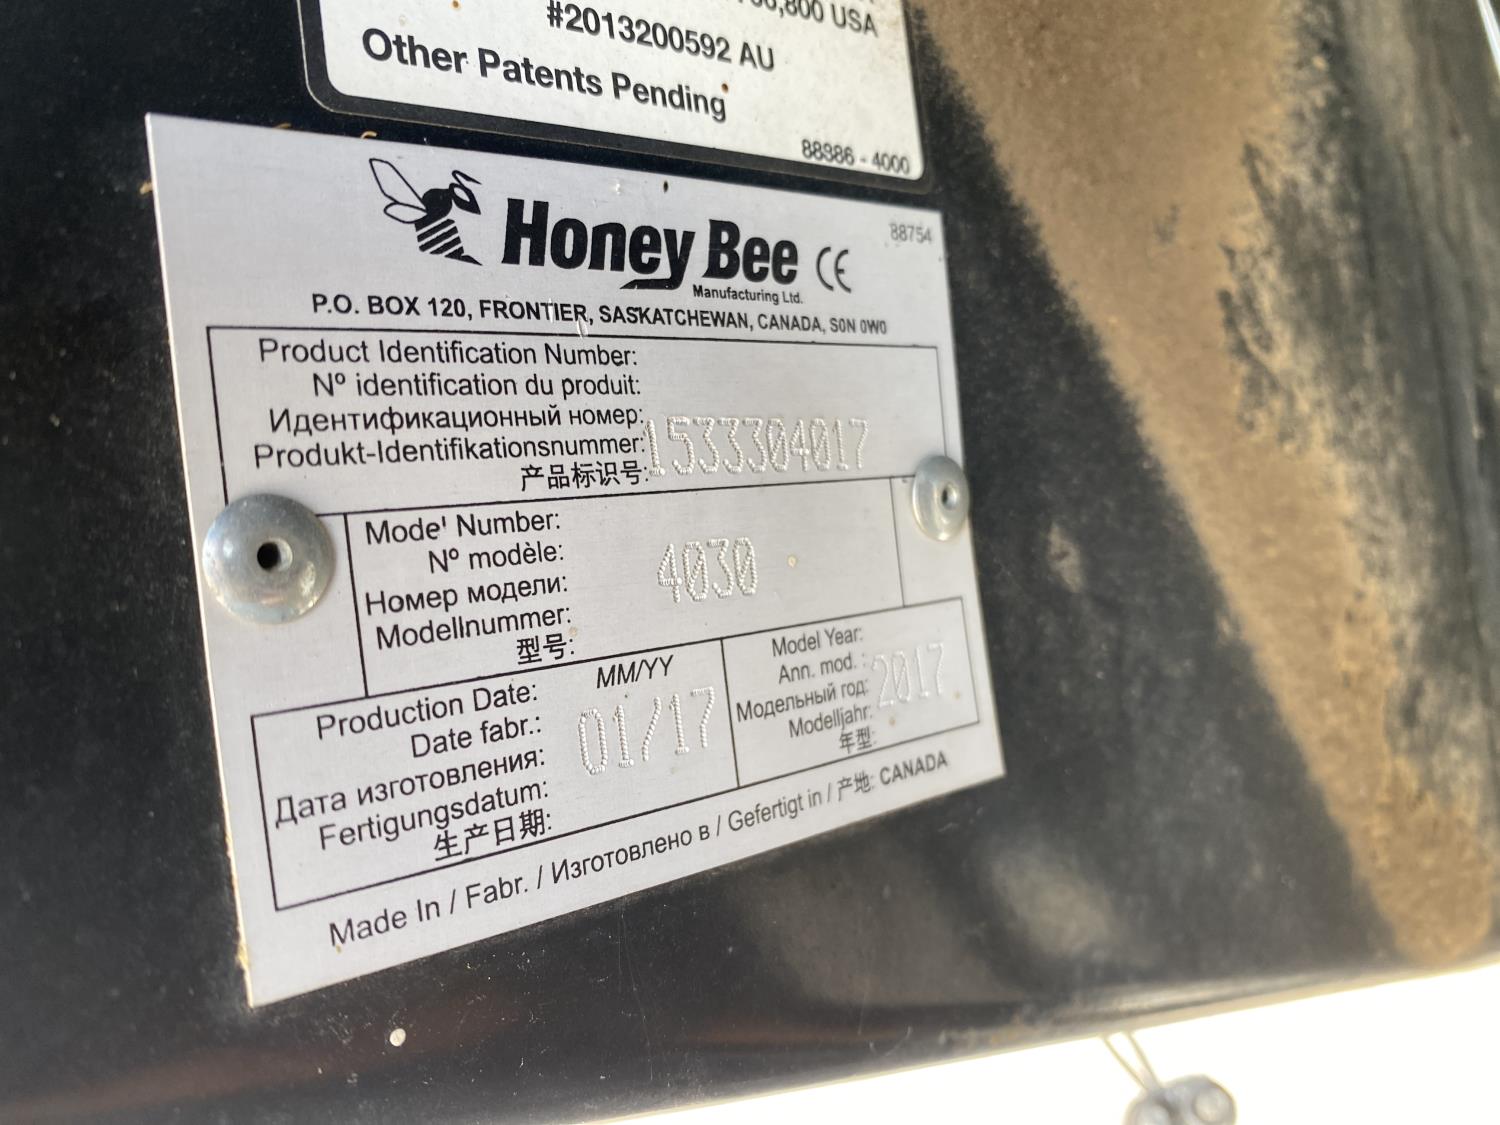 ,800 USA
#2013200592 AU
Other Patents Pending
88386 - 4000
Honey Bee CE
88754
Manufacturing Ltd.
P.O. BOX 120, FRONTIER, SASKATCHEWAN, CANADA, S0N 0W0
Product Identification Number:
Nº identification du produit:
Идентификационный номер:
Produkt-Identifikationsnummer:
产品标识号:
1533304017
Mode' Number:
Nº modèle:
Номер модели:
Modellnummer:
型号:
4030
Production Date:
Date fabr.:
Дата изготовления:
Fertigungsdatum:
生产日期:
MM/YY
01/17
Model Year:
Ann. mod. :
Модельный год:
Modelljahr:
年型:
2017
Made In / Fabr. / Изготовлено в / Gefertigt in / 产地: CANADA